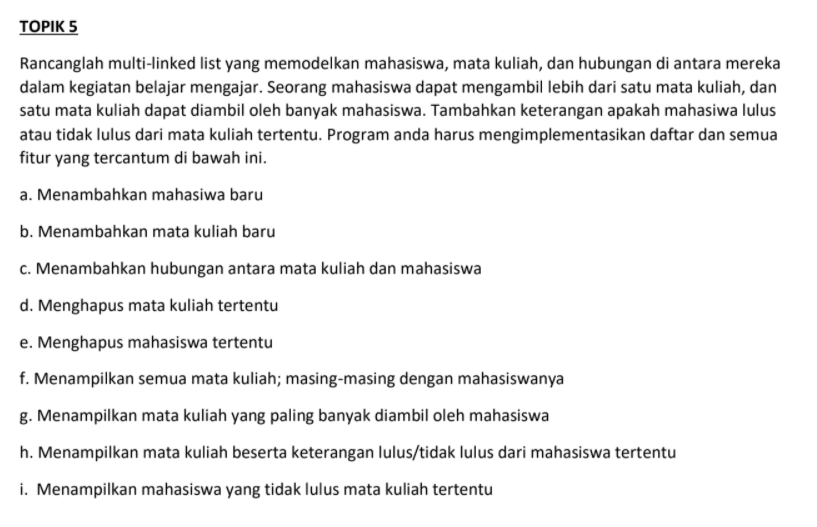 TOPIK 5
Rancanglah multi-linked list yang memodelkan mahasiswa, mata kuliah, dan hubungan di antara mereka
dalam kegiatan belajar mengajar. Seorang mahasiswa dapat mengambil lebih dari satu mata kuliah, dan
satu mata kuliah dapat diambil oleh banyak mahasiswa. Tambahkan keterangan apakah mahasiwa lulus
atau tidak lulus dari mata kuliah tertentu. Program anda harus mengimplementasikan daftar dan semua
fitur yang tercantum di bawah ini.
a. Menambahkan mahasiwa baru
b. Menambahkan mata kuliah baru
c. Menambahkan hubungan antara mata kuliah dan mahasiswa
d. Menghapus mata kuliah tertentu
e. Menghapus mahasiswa tertentu
f. Menampilkan semua mata kuliah; masing-masing dengan mahasiswanya
g. Menampilkan mata kuliah yang paling banyak diambil oleh mahasiswa
h. Menampilkan mata kuliah beserta keterangan lulus/tidak lulus dari mahasiswa tertentu
i. Menampilkan mahasiswa yang tidak lulus mata kuliah tertentu